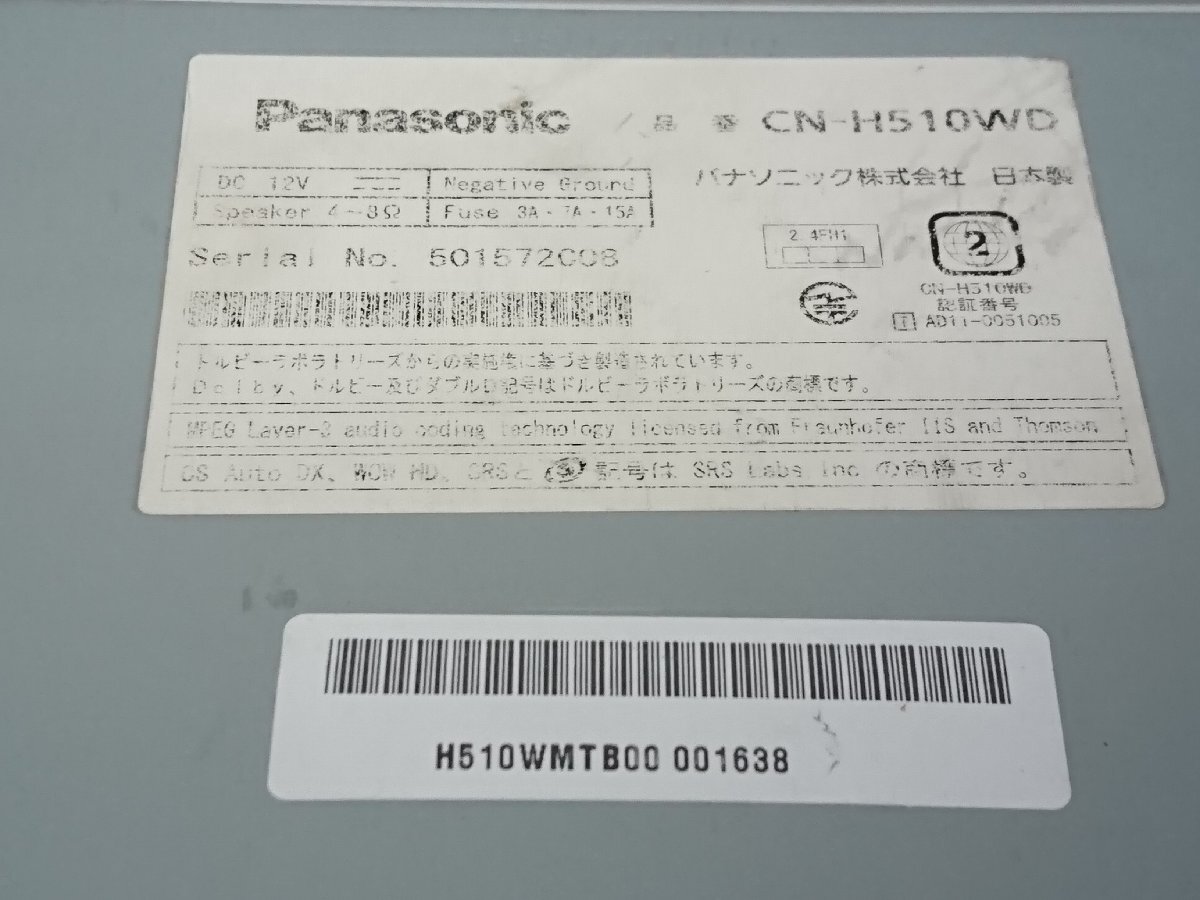 Panasonic 品番 CN-H510WD
DC 12V Negative Ground
Speaker 4~8Ω Fuse 3A・7A・15A
パナソニック株式会社 日本製
Serial No. 501572008
2.4FH1
2
CN-H510WD
認証番号
T AD11-0051005
ドルビーラボラトリーズからの実施権に基づき製造されています。
Dolby、ドルビー及びダブルD記号はドルビーラボラトリーズの商標です。
MPEG Layer-3 audio coding technology licensed from Fraunhofer IIS and Thomson
CS Auto DX、WOW HD、SRSと 記号は SRS Labs,Inc の商標です。
H510WMTB00 001638